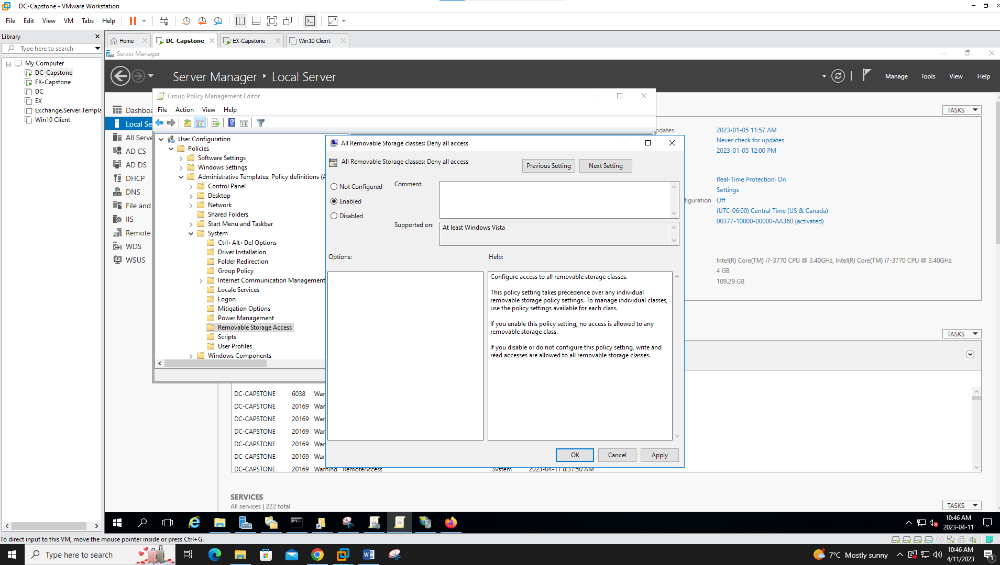 DC-Capstone - VMware Workstation
File Edit View VM Tabs Help
Library
Type here to search
My Computer
DC-Capstone
EX-Capstone
DC
EX
Exchange.Server.Templa
Win10 Client
Home
DC-Capstone
EX-Capstone
Win10 Client
Server Manager
Server Manager • Local Server
Manage Tools View Help
Dashboa
Local Se
All Serve
AD CS
AD DS
DHCP
DNS
File and
IIS
Remote
WDS
WSUS
Group Policy Management Editor
File Action View Help
User Configuration
Policies
Software Settings
Windows Settings
Administrative Templates: Policy definitions (A
Control Panel
Desktop
Network
Shared Folders
Start Menu and Taskbar
System
Ctrl+Alt+Del Options
Driver Installation
Folder Redirection
Group Policy
Internet Communication Management
Locale Services
Logon
Mitigation Options
Power Management
Removable Storage Access
Scripts
User Profiles
Windows Components
All Removable Storage classes: Deny all access
All Removable Storage classes: Deny all access
Previous Setting
Next Setting
Not Configured
Enabled
Disabled
Comment:
Supported on:
At least Windows Vista
Options:
Help:
Configure access to all removable storage classes.
This policy setting takes precedence over any individual
removable storage policy settings. To manage individual classes,
use the policy settings available for each class.
If you enable this policy setting, no access is allowed to any
removable storage class.
If you disable or do not configure this policy setting, write and
read accesses are allowed to all removable storage classes.
OK
Cancel
Apply
TASKS
pdates 2023-01-05 11:57 AM
Never check for updates
2023-01-05 12:00 PM
Real-Time Protection: On
Settings
figuration Off
(UTC-06:00) Central Time (US & Canada)
00377-10000-00000-AA360 (activated)
Intel(R) Core(TM) i7-3770 CPU @ 3.40GHz, Intel(R) Core(TM) i7-3770 CPU @ 3.40GHz
4 GB
109.29 GB
TASKS
DC-CAPSTONE 6038 War
DC-CAPSTONE 20169 War
DC-CAPSTONE 20169 War
DC-CAPSTONE 20169 War
DC-CAPSTONE 20169 War
DC-CAPSTONE 20169 War
DC-CAPSTONE 20169 Warning RemoteAccess System 2023-04-11 8:37:50 AM
SERVICES
All services | 222 total
TASKS
10:46 AM
2023-04-11
To direct input to this VM, move the mouse pointer inside or press Ctrl+G.
Type here to search
7°C Mostly sunny
10:46 AM
4/11/2023
1